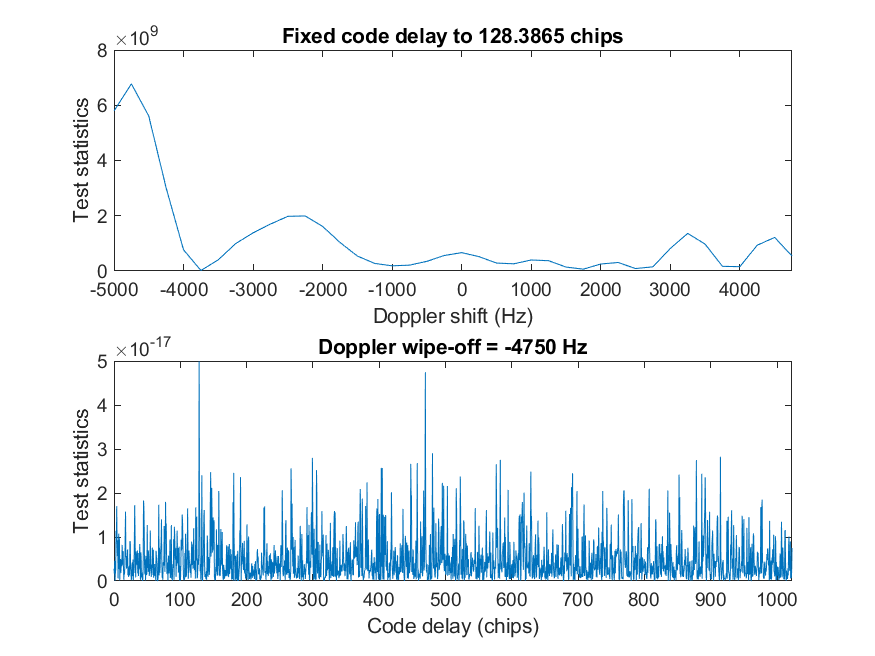 ×10^9
Fixed code delay to 128.3865 chips
8
6
4
2
0
Test statistics
-5000 -4000 -3000 -2000 -1000 0 1000 2000 3000 4000
Doppler shift (Hz)
×10^-17
Doppler wipe-off = -4750 Hz
5
4
3
2
1
0
Test statistics
0 100 200 300 400 500 600 700 800 900 1000
Code delay (chips)